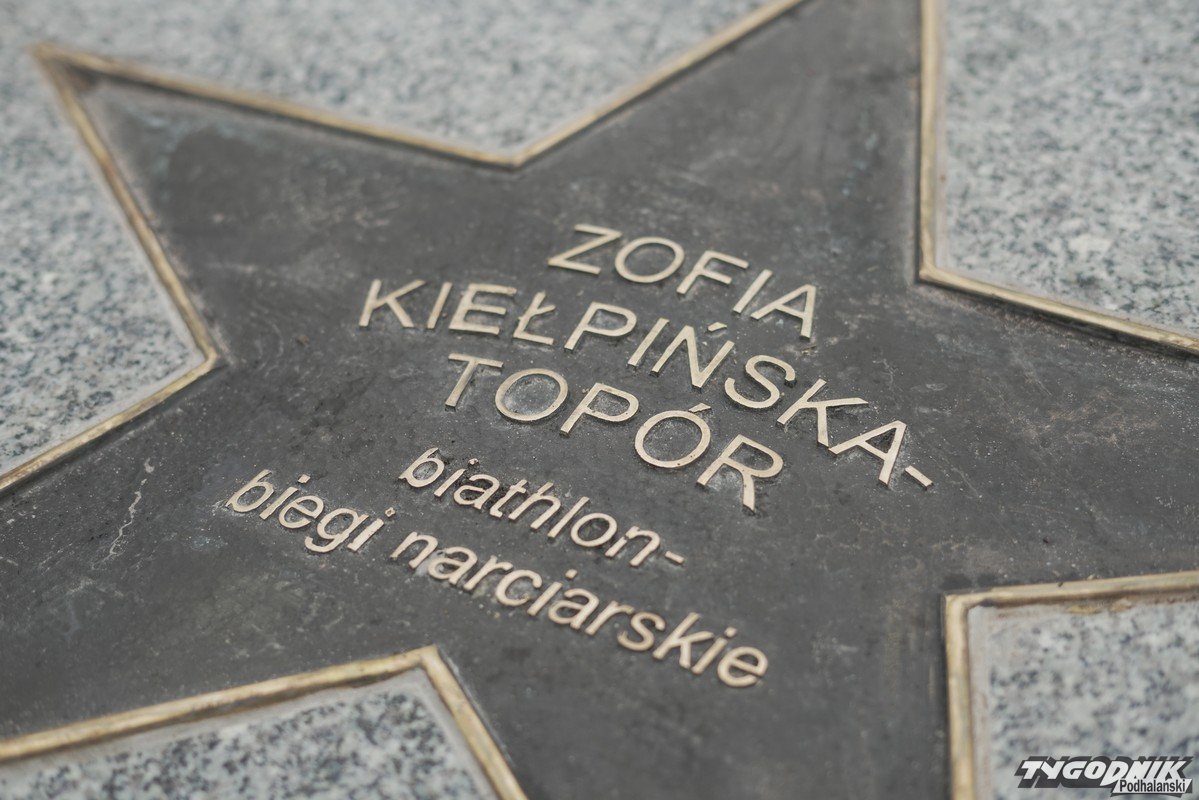 ZOFIA
KIEŁPIŃSKA-
TOPÓR
biathlon-
biegi narciarskie
TYGODNIK
Podhalański